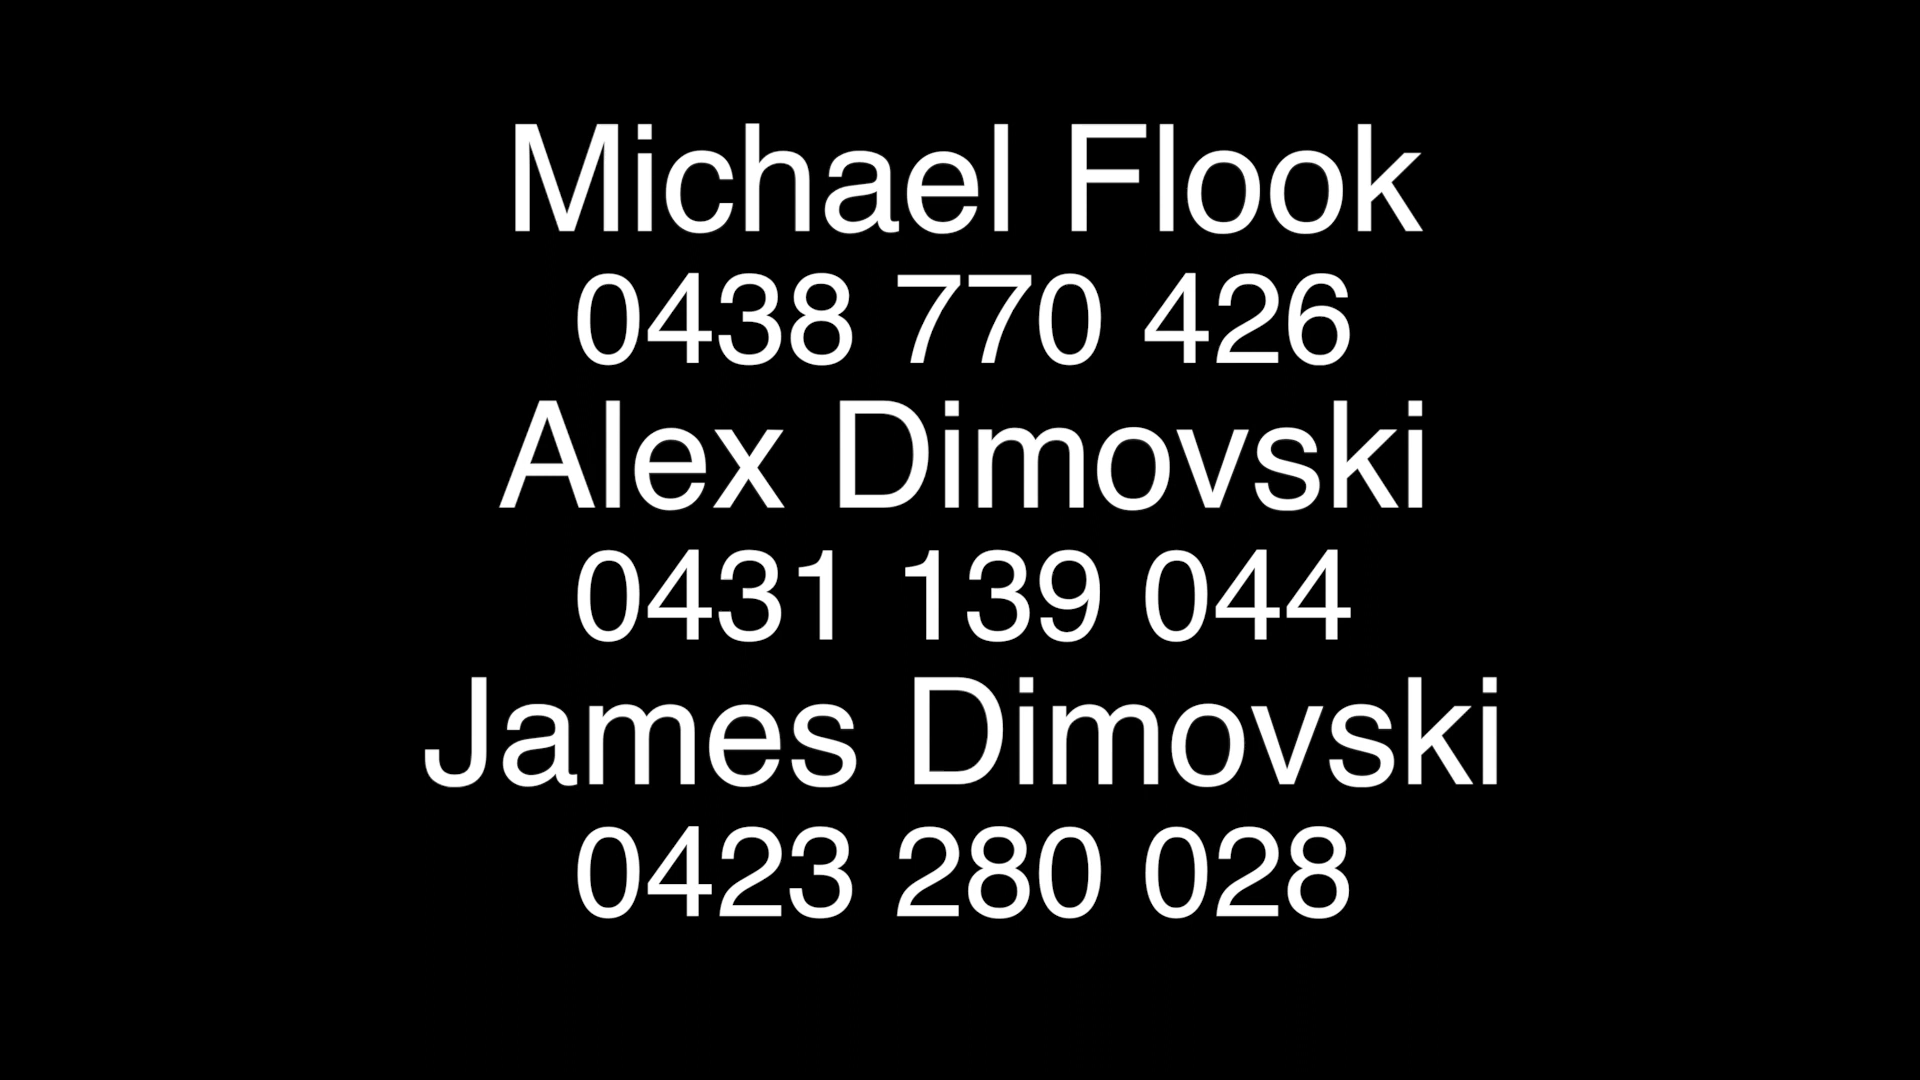 Michael Flook
0438 770 426
Alex Dimovski
0431 139 044
James Dimovski
0423 280 028